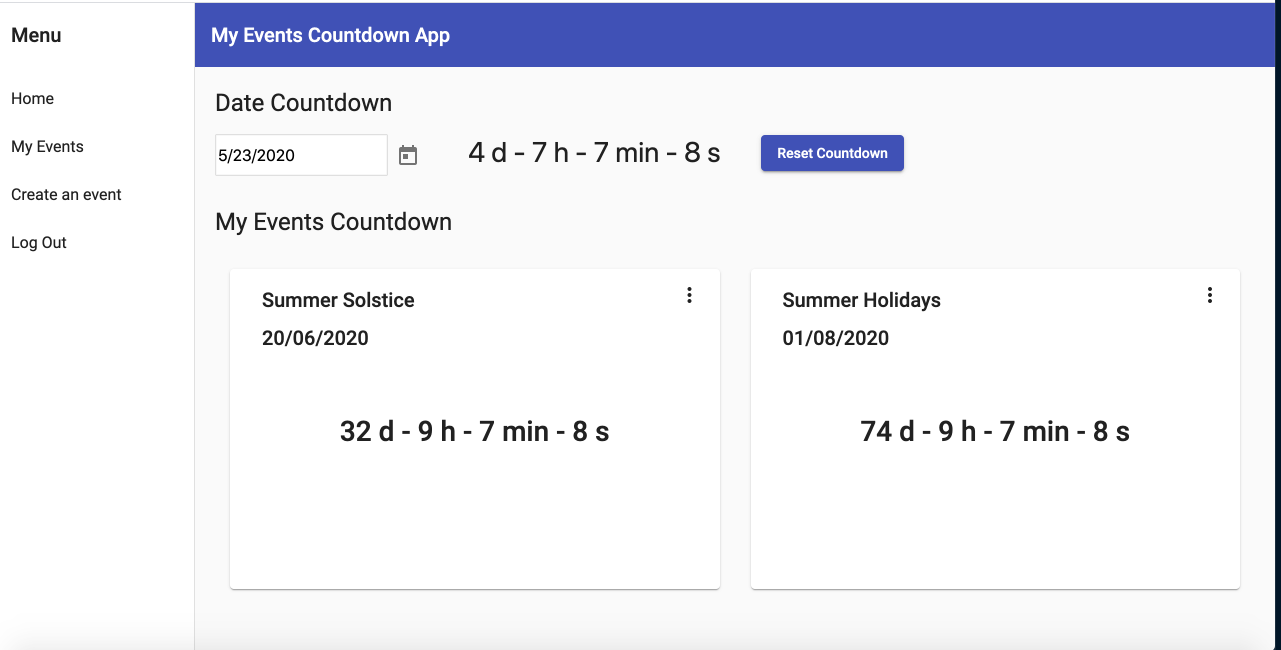 Menu
Home
My Events
Create an event
Log Out
My Events Countdown App
Date Countdown
5/23/2020
4 d - 7 h - 7 min - 8 s
Reset Countdown
My Events Countdown
Summer Solstice
20/06/2020
32 d - 9 h - 7 min - 8 s
Summer Holidays
01/08/2020
74 d - 9 h - 7 min - 8 s